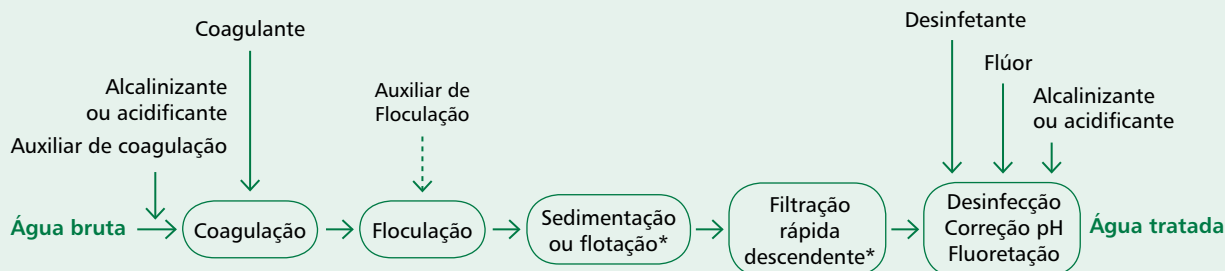 Coagulante
Alcalinizante
ou acidificante
Auxiliar de coagulação
Auxiliar de
Floculação
Desinfetante
Flúor
Alcalinizante
ou acidificante
Água bruta
Coagulação
Floculação
Sedimentação
ou flotação*
Filtração
rápida
descendente*
Desinfecção
Correção pH
Fluoretação
Água tratada